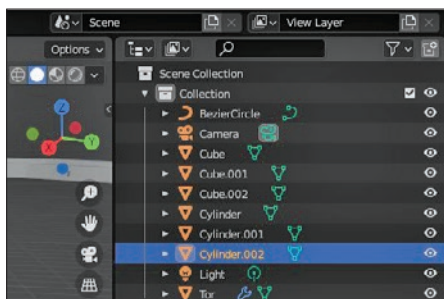 Scene
View Layer
Options
Scene Collection
Collection
BezierCircle
Camera
Cube
Cube.001
Cube.002
Cylinder
Cylinder.001
Cylinder.002
Light
Tor
Z
X
Y